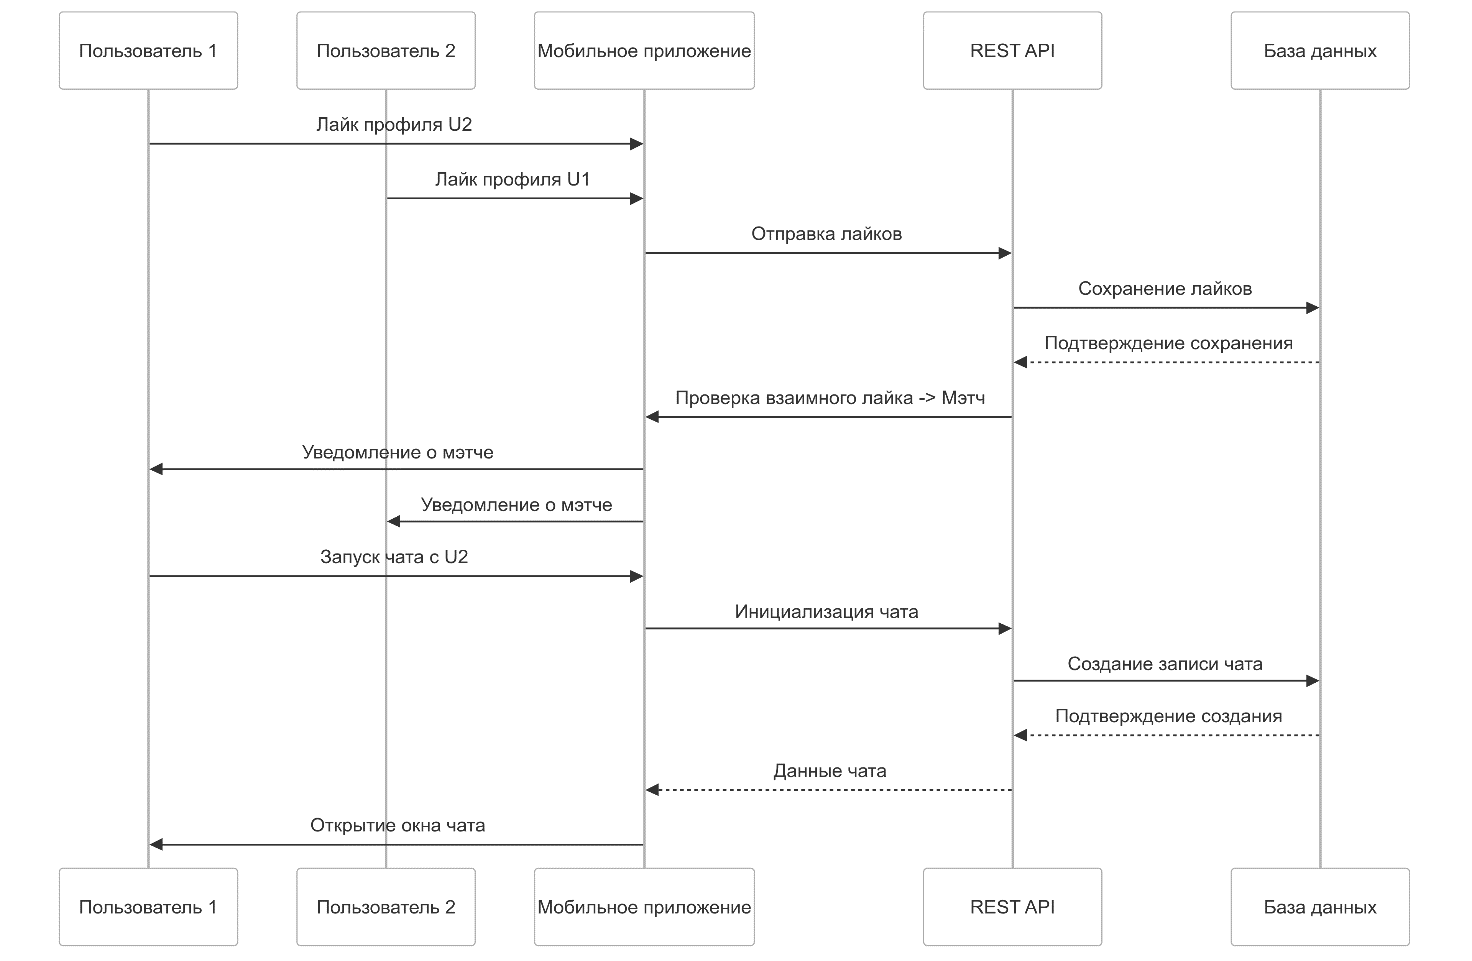 Пользователь 1
Пользователь 2
Мобильное приложение
REST API
База данных
Лайк профиля U2
Лайк профиля U1
Отправка лайков
Сохранение лайков
Подтверждение сохранения
Проверка взаимного лайка -> Мэтч
Уведомление о мэтче
Уведомление о мэтче
Запуск чата с U2
Инициализация чата
Создание записи чата
Подтверждение создания
Данные чата
Открытие окна чата
Пользователь 1
Пользователь 2
Мобильное приложение
REST API
База данных